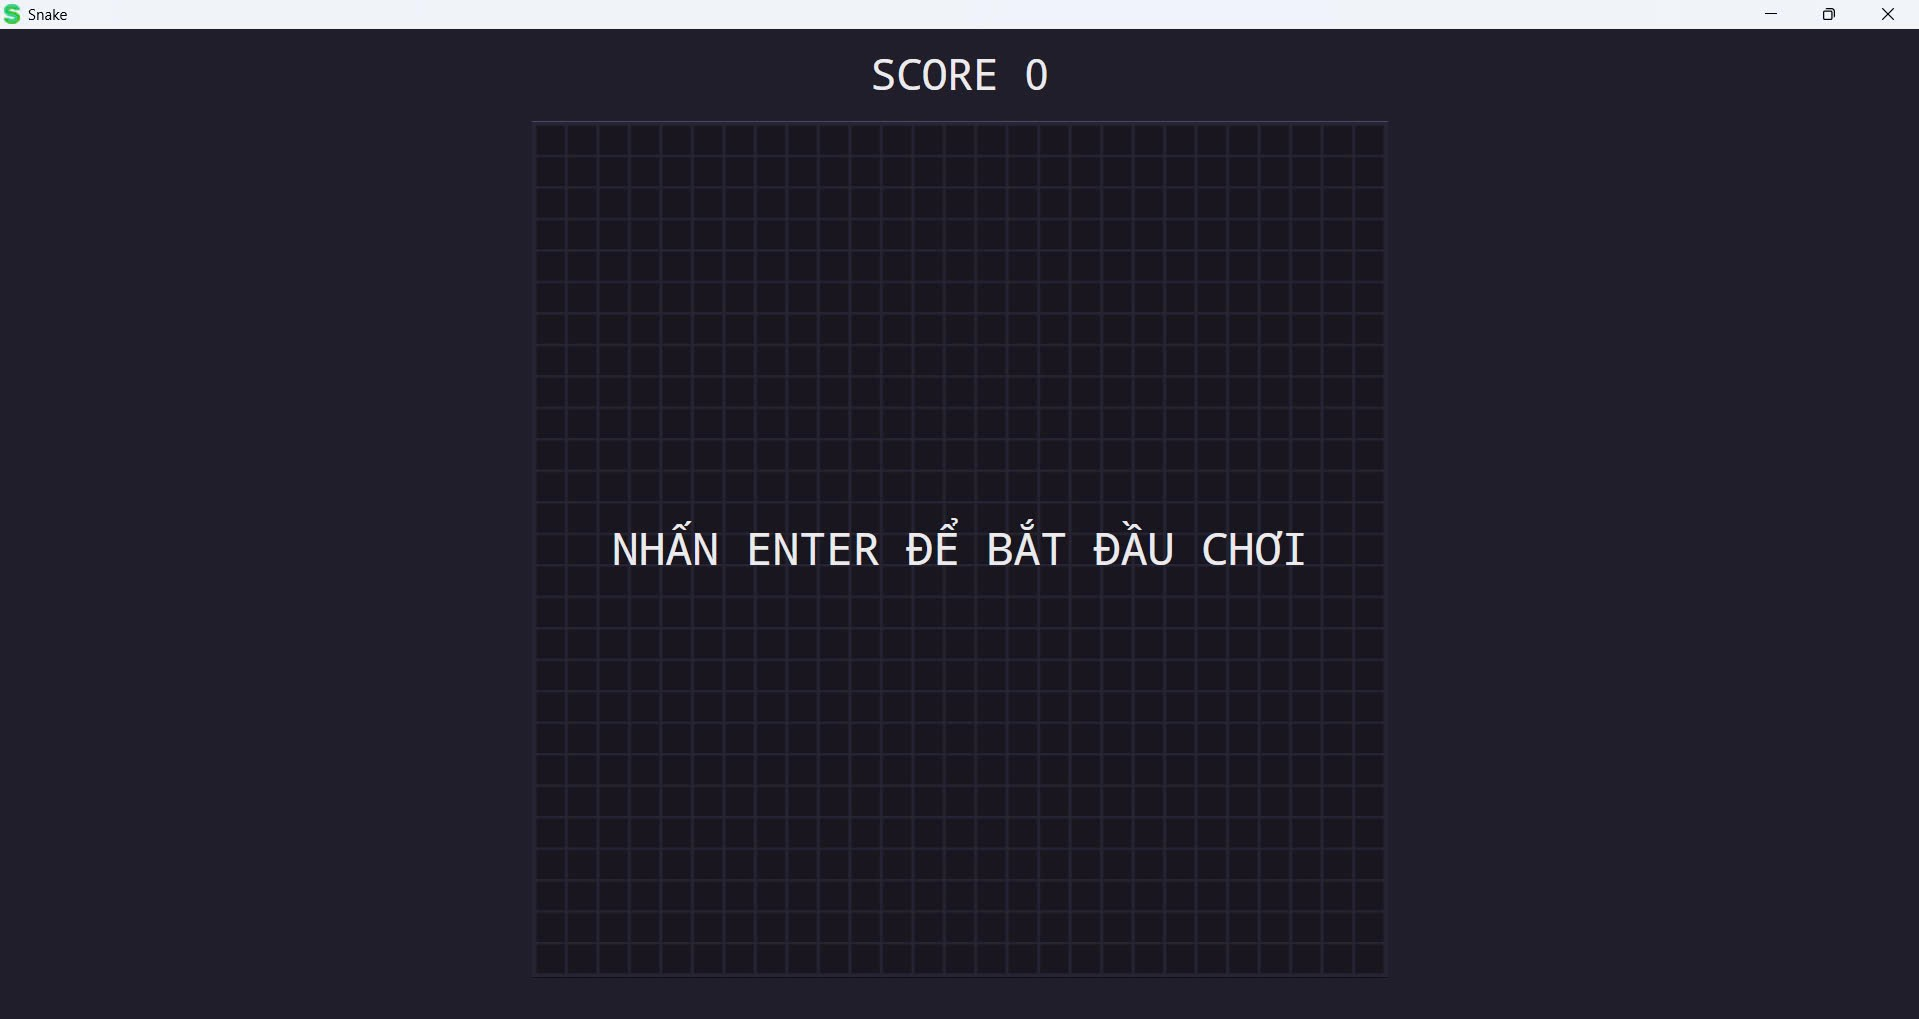 Snake
SCORE 0
NHẤN ENTER ĐỂ BẮT ĐẦU CHƠI